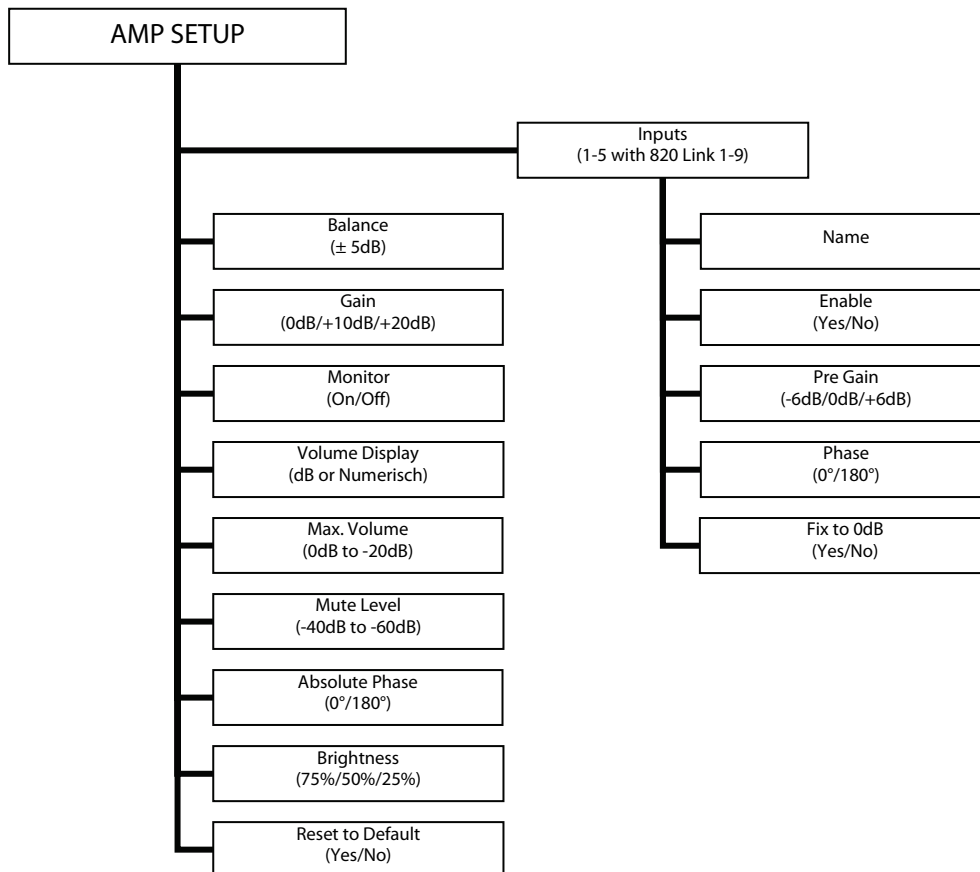 AMP SETUP
Inputs
(1-5 with 820 Link 1-9)
Balance
(± 5dB)
Gain
(0dB/+10dB/+20dB)
Monitor
(On/Off)
Volume Display
(dB or Numerisch)
Max. Volume
(0dB to -20dB)
Mute Level
(-40dB to -60dB)
Absolute Phase
(0°/180°)
Brightness
(75%/50%/25%)
Reset to Default
(Yes/No)
Name
Enable
(Yes/No)
Pre Gain
(-6dB/0dB/+6dB)
Phase
(0°/180°)
Fix to 0dB
(Yes/No)